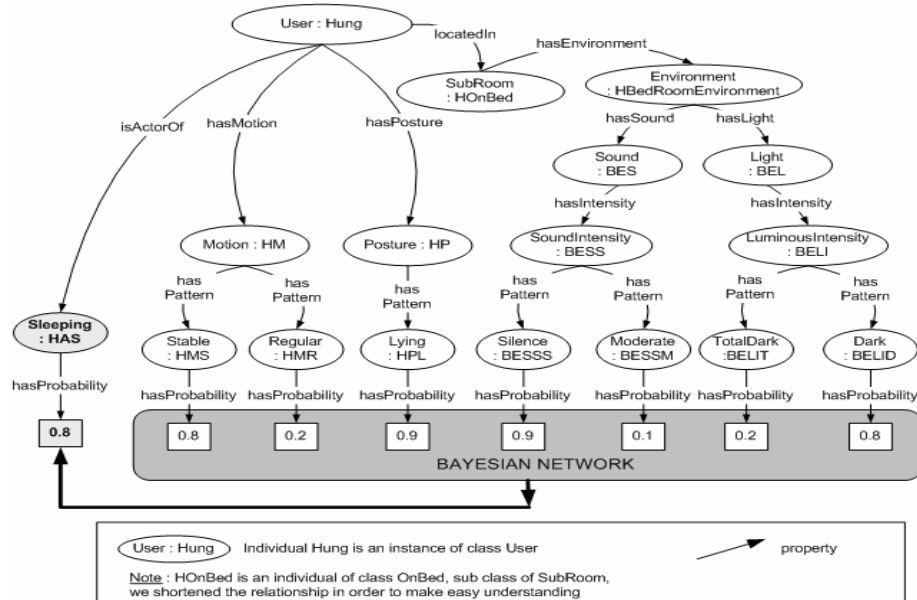 User : Hung
locatedIn
hasEnvironment
SubRoom
: HOnBed
Environment
: HBedRoomEnvironment
isActorOf
hasMotion
hasPosture
hasSound
hasLight
Sound
: BES
Light
: BEL
hasIntensity
hasIntensity
Motion : HM
Posture : HP
SoundIntensity
: BESS
LuminousIntensity
: BELI
has
Pattern
has
Pattern
has
Pattern
has
Pattern
has
Pattern
has
Pattern
has
Pattern
Sleeping
: HAS
Stable
: HMS
Regular
: HMR
Lying
: HPL
Silence
: BESSS
Moderate
: BESSM
TotalDark
:BELIT
Dark
: BELID
hasProbability
hasProbability
hasProbability
hasProbability
hasProbability
hasProbability
hasProbability
hasProbability
0.8
0.8
0.2
0.9
0.9
0.1
0.2
0.8
BAYESIAN NETWORK
User : Hung
Individual Hung is an instance of class User
property
Note : HOnBed is an individual of class OnBed, sub class of SubRoom,
we shortened the relationship in order to make easy understanding